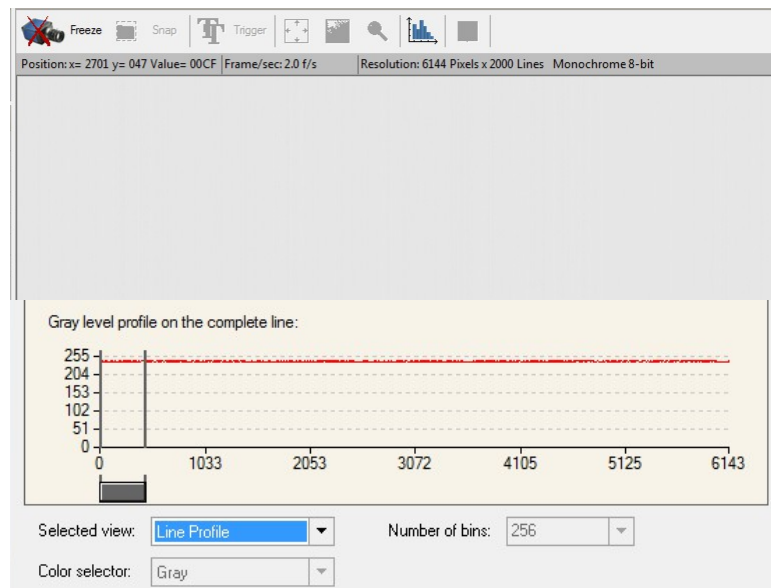 Freeze Snap Trigger
Position: x= 2701 y= 047 Value= 00CF Frame/sec: 2.0 f/s Resolution: 6144 Pixels x 2000 Lines Monochrome 8-bit
Gray level profile on the complete line:
255
204
153
102
51
0
0 1033 2053 3072 4105 5125 6143
Selected view: Line Profile Number of bins: 256
Color selector: Gray